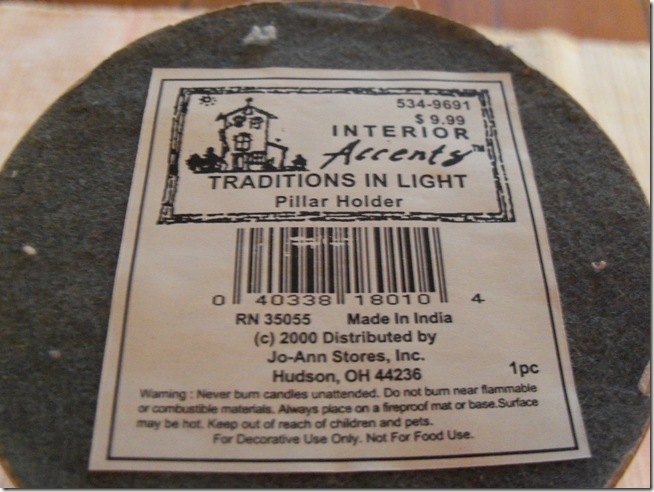 534-9691
$ 9.99
INTERIOR
Accents™
TRADITIONS IN LIGHT
Pillar Holder
0 40338 18010 4
RN 35055 Made In India
(c) 2000 Distributed by
Jo-Ann Stores, Inc.
Hudson, OH 44236
1pc
Warning : Never burn candles unattended. Do not burn near flammable
or combustible materials. Always place on a fireproof mat or base.Surface
may be hot. Keep out of reach of children and pets.
For Decorative Use Only. Not For Food Use.